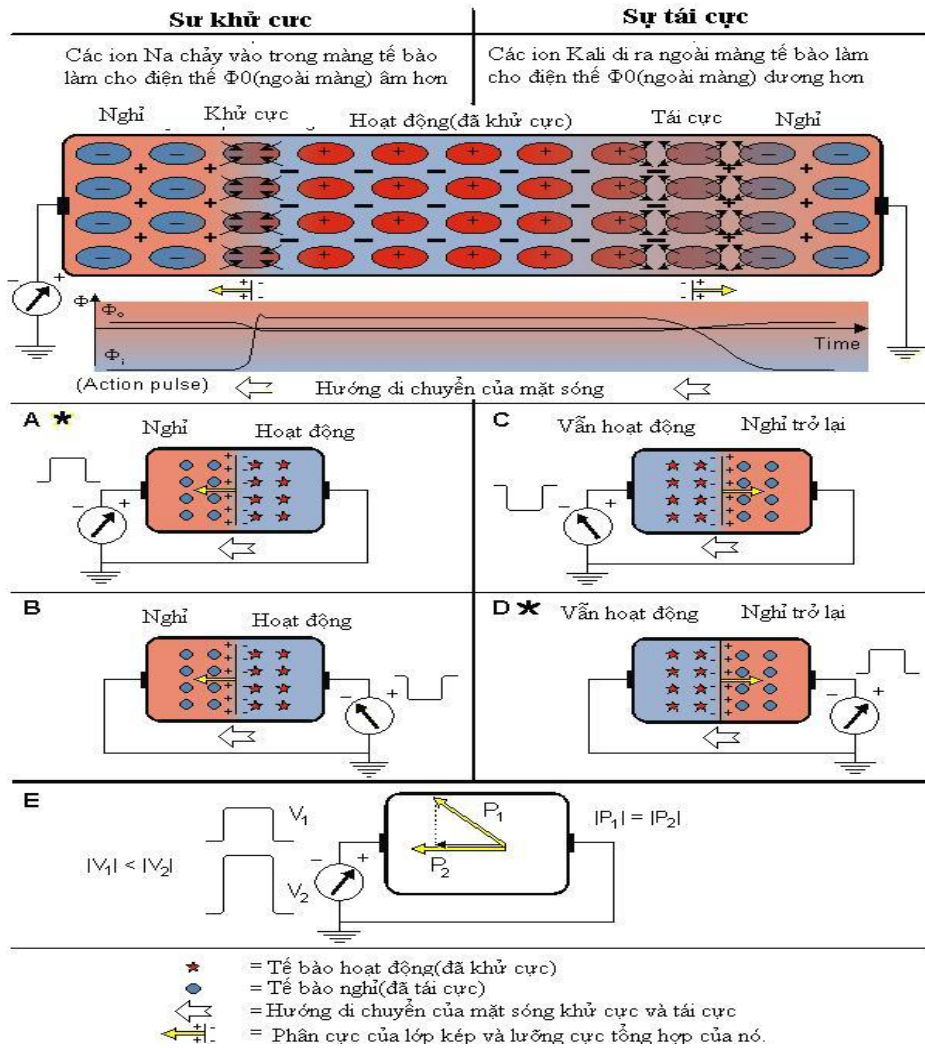 Sư khử cực
Sự tái cực
Các ion Na chảy vào trong màng tế bào
làm cho điện thế Φ0(ngoài màng) âm hơn
Các ion Kali di ra ngoài màng tế bào làm
cho điện thế Φ0(ngoài màng) dương hơn
Nghỉ
Khử cực
Hoạt động(đã khử cực)
Tái cực
Nghỉ
Φ
Φo
Φi
Time
(Action pulse)
Hướng di chuyển của mặt sóng
A *
Nghỉ
Hoạt động
C
Vẫn hoạt động
Nghỉ trở lại
B
Nghỉ
Hoạt động
D *
Vẫn hoạt động
Nghỉ trở lại
E
V1
P1
|P1| = |P2|
|V1| < |V2|
P2
V2
= Tế bào hoạt động(đã khử cực)
= Tế bào nghỉ(đã tái cực)
=Hướng di chuyển của mặt sóng khử cực và tái cực
= Phân cực của lớp kép và lưỡng cực tổng hợp của nó.